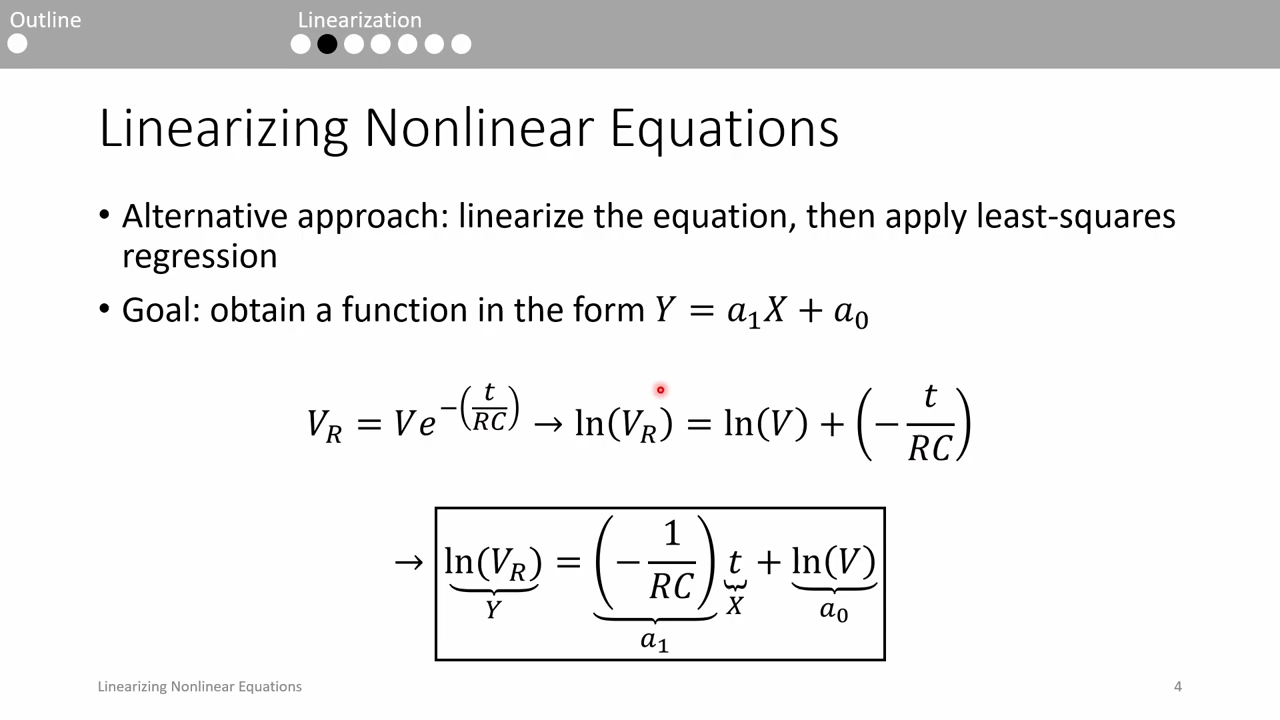 Outline
Linearization
Linearizing Nonlinear Equations
• Alternative approach: linearize the equation, then apply least-squares
regression
• Goal: obtain a function in the form Y = a₁X + a₀
V_R = Ve^{-(t/RC)} → ln(V_R) = ln(V) + (-t/RC)
→ ln(V_R) = (-1/RC) t + ln(V)
Y a₁ X a₀
Linearizing Nonlinear Equations
4